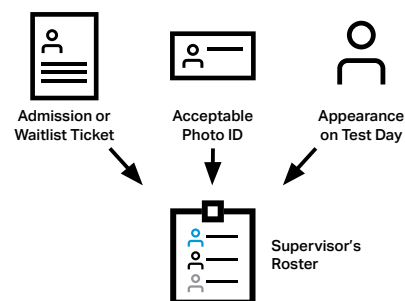 Admission or
Waitlist Ticket
Acceptable
Photo ID
Appearance
on Test Day
Supervisor's
Roster